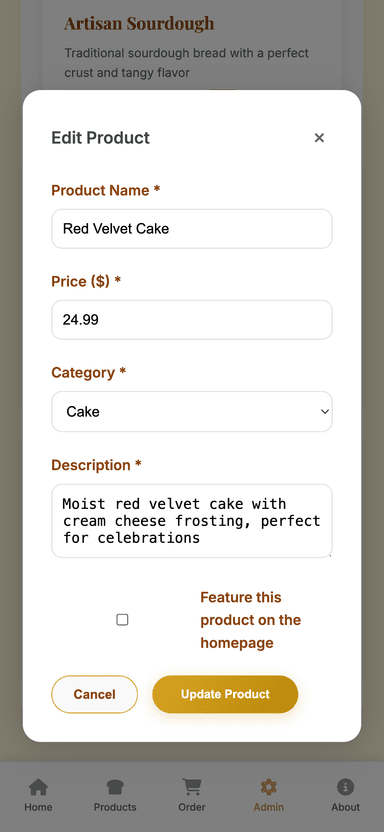 Artisan Sourdough
Traditional sourdough bread with a perfect
crust and tangy flavor
Edit Product
×
Product Name *
Red Velvet Cake
Price ($) *
24.99
Category *
Cake
Description *
Moist red velvet cake with
cream cheese frosting, perfect
for celebrations
Feature this
product on the
homepage
Cancel
Update Product
Home
Products
Order
Admin
About